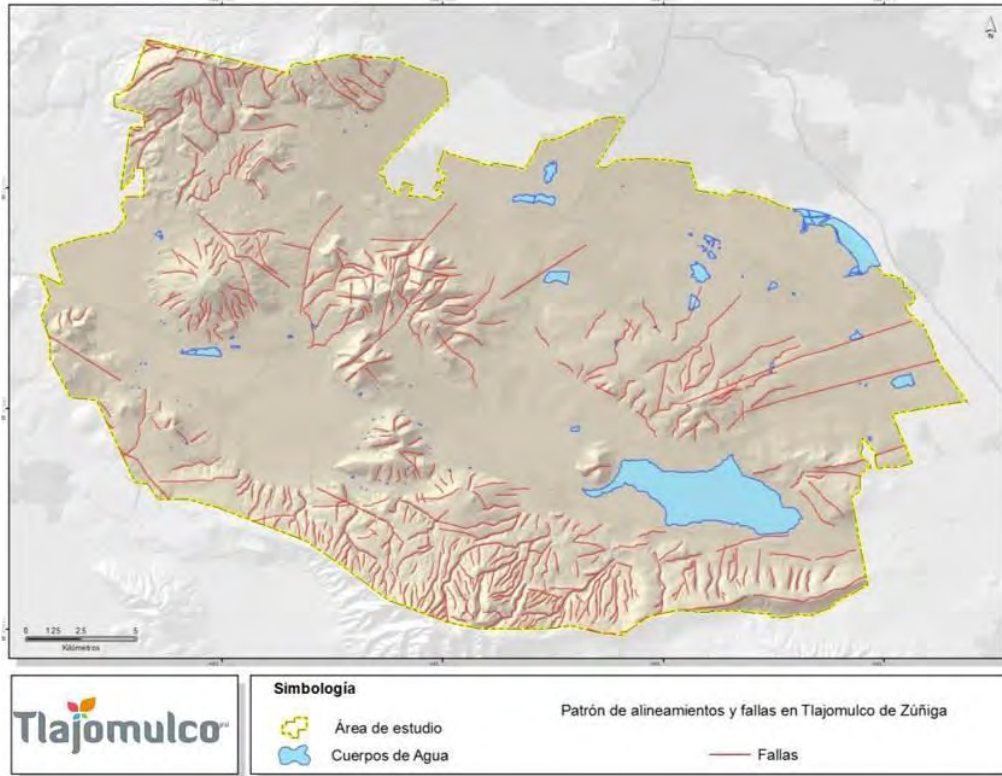 N
0 1.25 2.5 5
Kilómetros
Tlajomulco
Simbología
Área de estudio
Cuerpos de Agua
Patrón de alineamientos y fallas en Tlajomulco de Zúñiga
Fallas